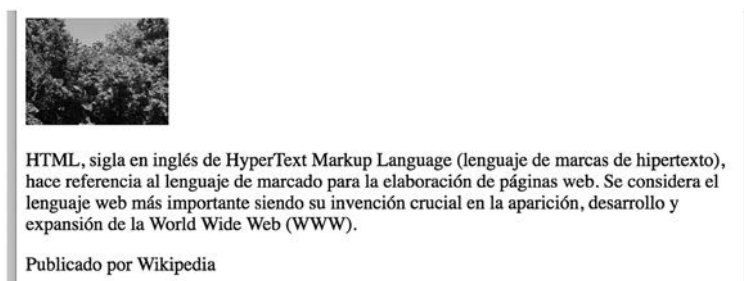 HTML, sigla en inglés de HyperText Markup Language (lenguaje de marcas de hipertexto),
hace referencia al lenguaje de marcado para la elaboración de páginas web. Se considera el
lenguaje web más importante siendo su invención crucial en la aparición, desarrollo y
expansión de la World Wide Web (WWW).
Publicado por Wikipedia